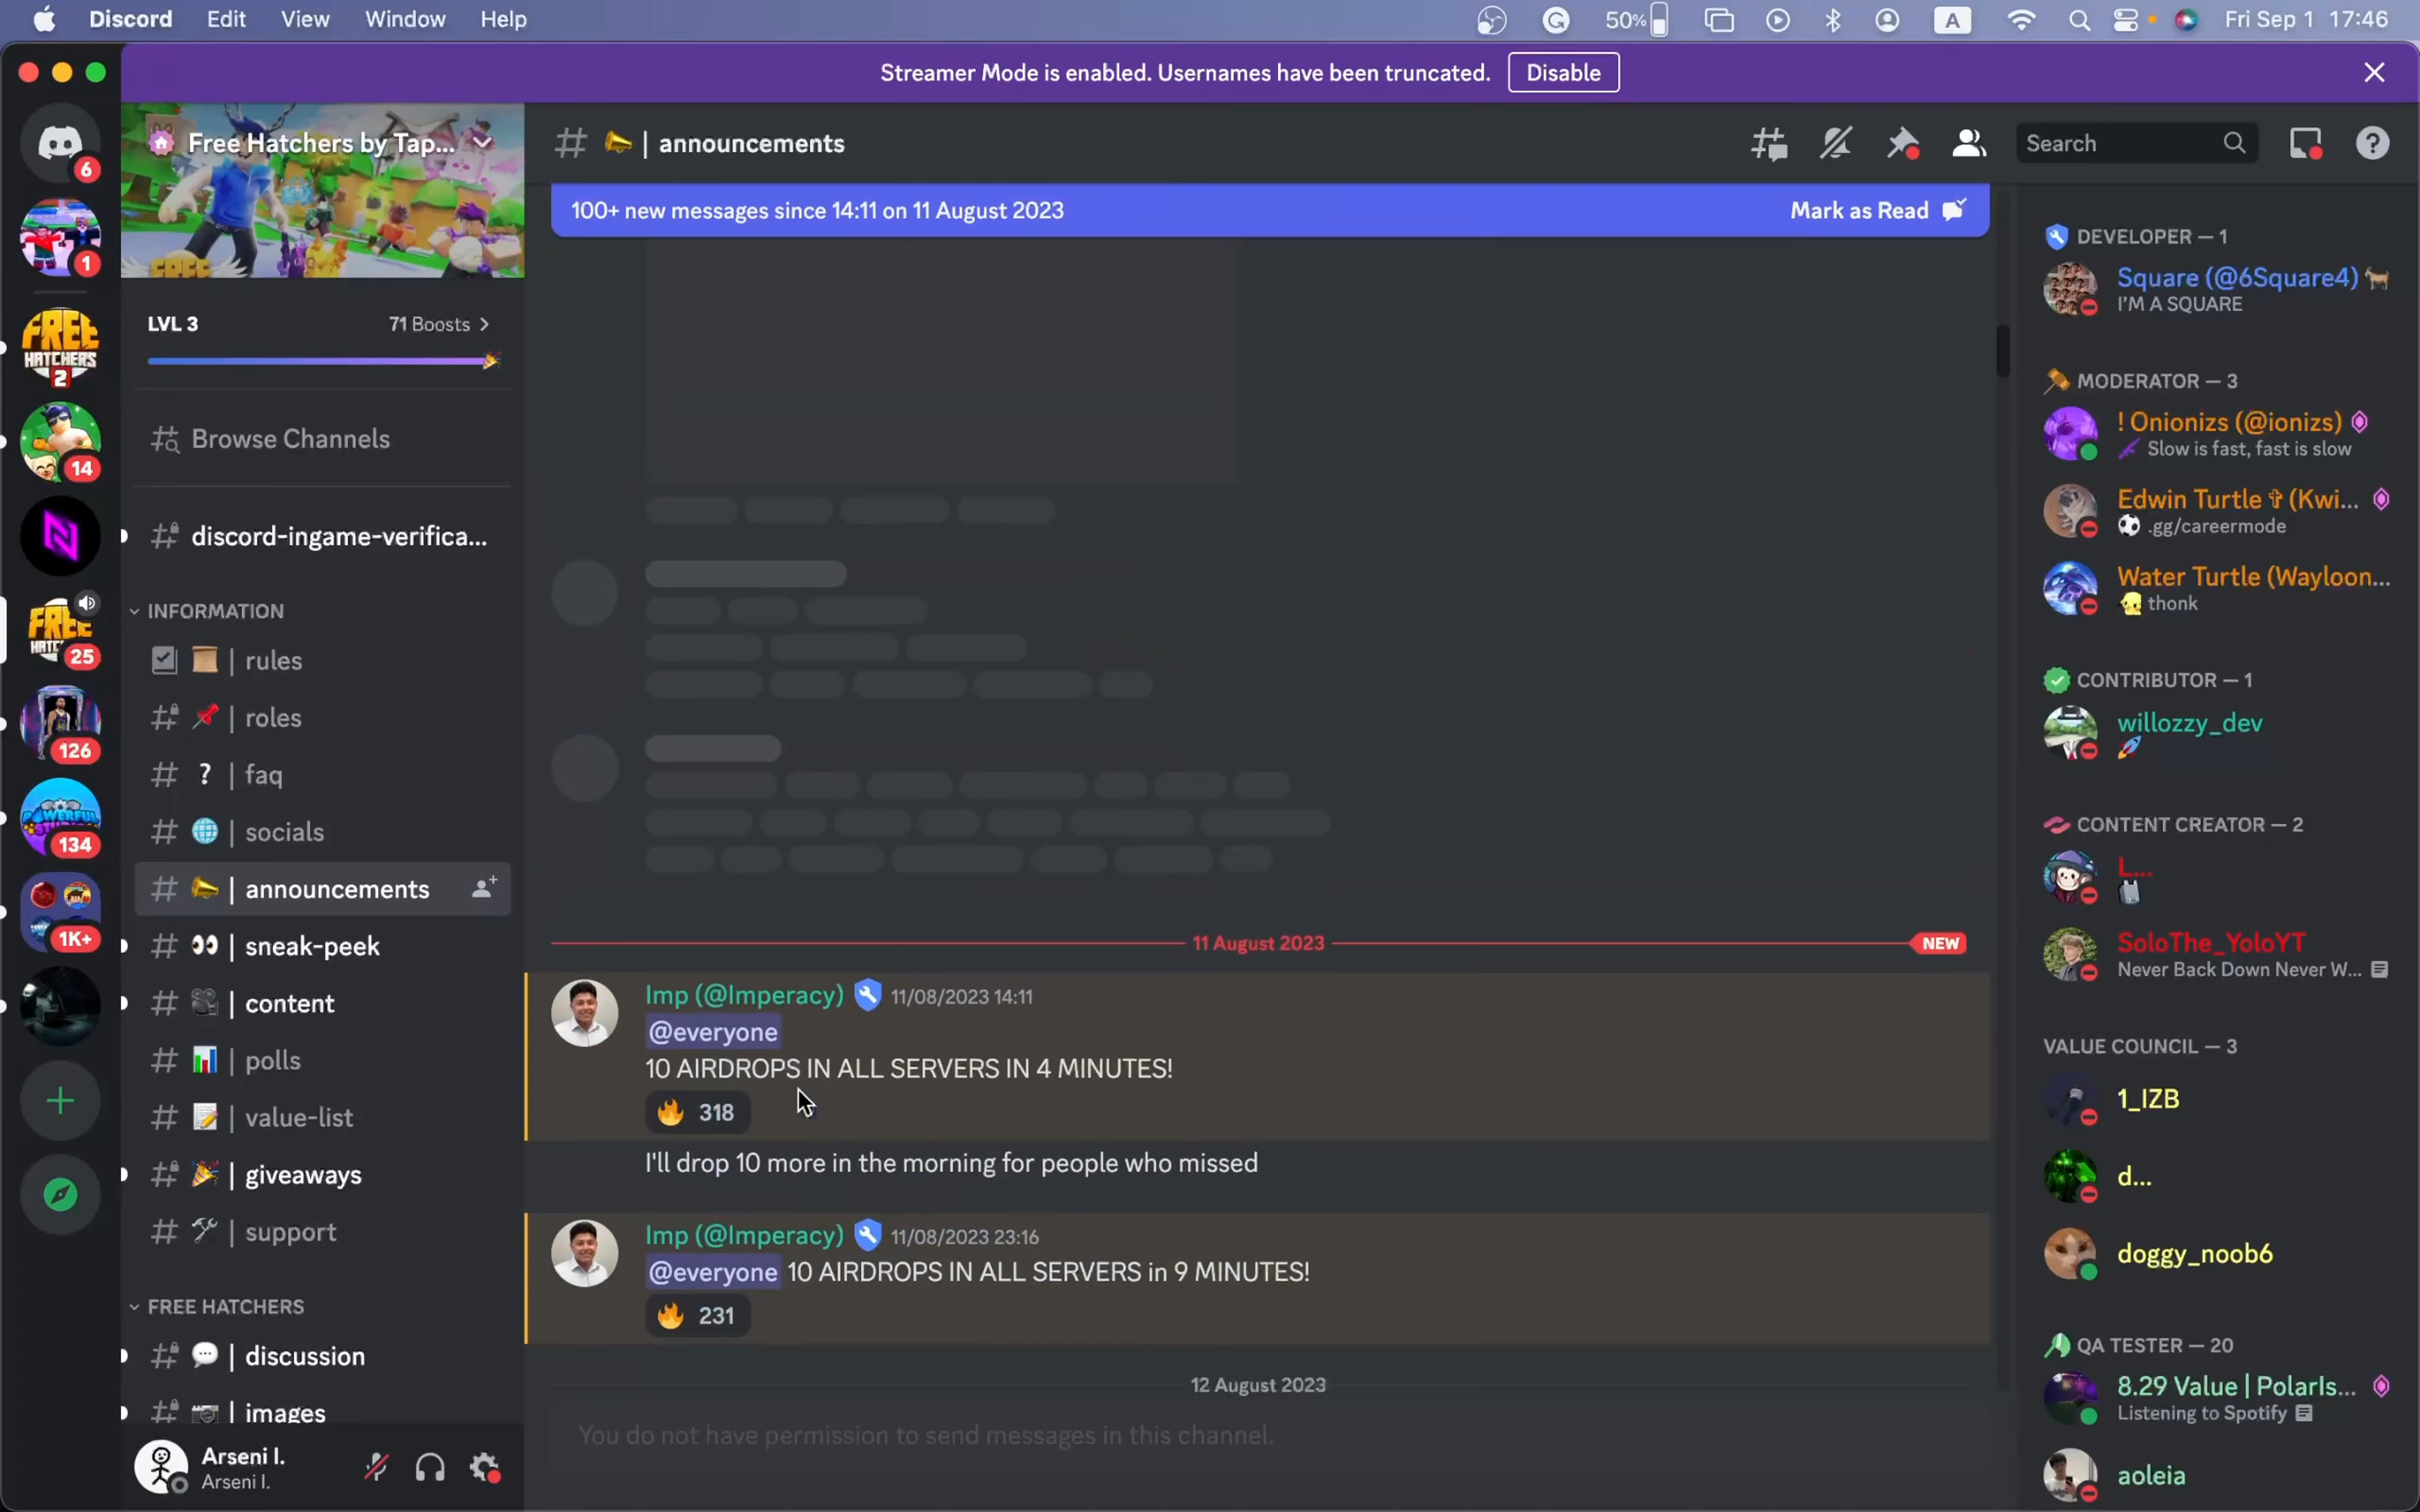 Discord Edit View Window Help 50% A Fri Sep 1 17:46
Streamer Mode is enabled. Usernames have been truncated. Disable
6
1
FREE HATCHERS 2
14
25
126
134
1K+
Free Hatchers by Tap...
LVL 3 71 Boosts
Browse Channels
discord-ingame-verifica...
INFORMATION
| rules
| roles
? | faq
| socials
| announcements
| sneak-peek
| content
| polls
| value-list
| giveaways
| support
FREE HATCHERS
| discussion
| images
Arseni I.
Arseni I.
# | announcements
Search
100+ new messages since 14:11 on 11 August 2023 Mark as Read
11 August 2023 NEW
Imp (@Imperacy) 11/08/2023 14:11
@everyone
10 AIRDROPS IN ALL SERVERS IN 4 MINUTES!
🔥 318
I'll drop 10 more in the morning for people who missed
Imp (@Imperacy) 11/08/2023 23:16
@everyone 10 AIRDROPS IN ALL SERVERS in 9 MINUTES!
🔥 231
12 August 2023
You do not have permission to send messages in this channel.
DEVELOPER — 1
Square (@6Square4)
I'M A SQUARE
MODERATOR — 3
! Onionizs (@ionizs)
Slow is fast, fast is slow
Edwin Turtle ✞ (Kwi...
.gg/careermode
Water Turtle (Wayloon...
thonk
CONTRIBUTOR — 1
willozzy_dev
CONTENT CREATOR — 2
L...
SoloThe_YoloYT
Never Back Down Never W...
VALUE COUNCIL — 3
1_IZB
d...
doggy_noob6
QA TESTER — 20
8.29 Value | PolarIs...
Listening to Spotify
aoleia